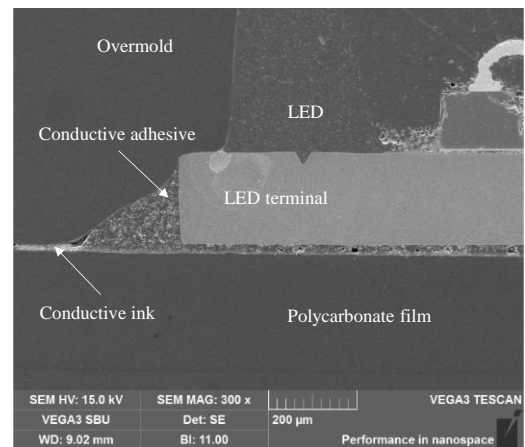 Overmold
LED
Conductive adhesive
LED terminal
Conductive ink
Polycarbonate film
SEM HV: 15.0 kV SEM MAG: 300 x VEGA3 TESCAN
VEGA3 SBU Det: SE 200 µm
WD: 9.02 mm BI: 11.00 Performance in nanospace